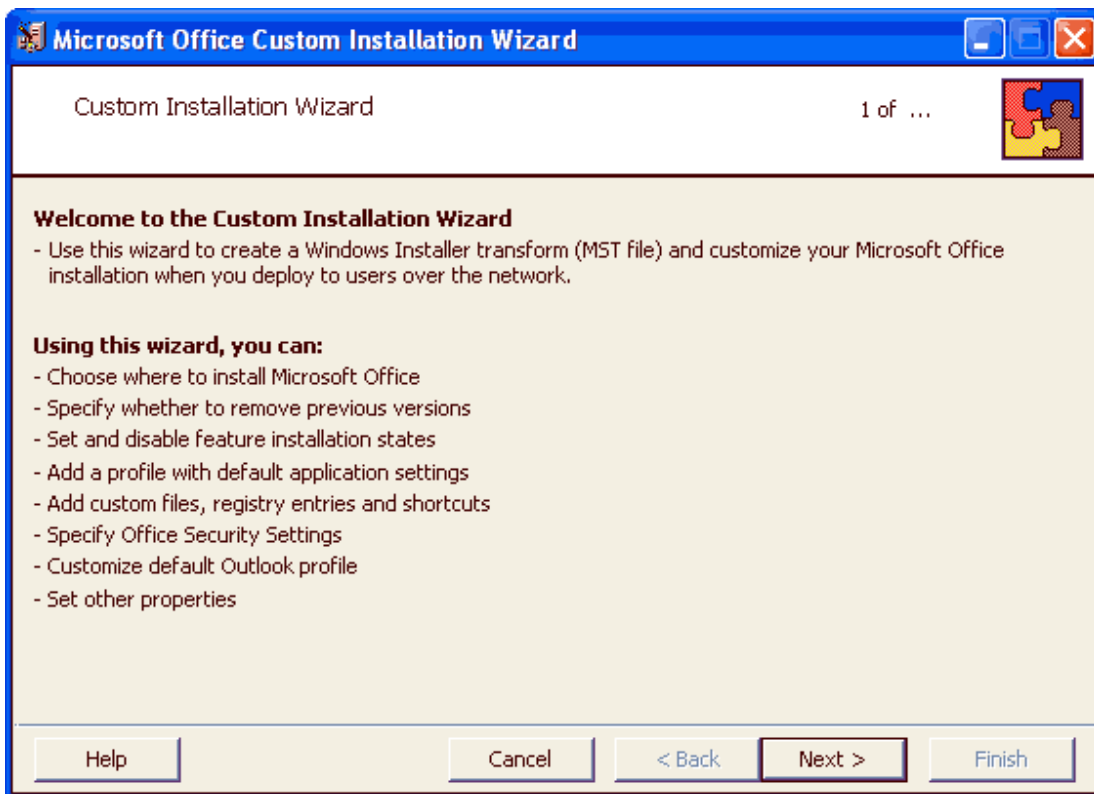 Microsoft Office Custom Installation Wizard
Custom Installation Wizard
1 of ...
Welcome to the Custom Installation Wizard
- Use this wizard to create a Windows Installer transform (MST file) and customize your Microsoft Office
installation when you deploy to users over the network.
Using this wizard, you can:
- Choose where to install Microsoft Office
- Specify whether to remove previous versions
- Set and disable feature installation states
- Add a profile with default application settings
- Add custom files, registry entries and shortcuts
- Specify Office Security Settings
- Customize default Outlook profile
- Set other properties
Help
Cancel
< Back
Next >
Finish